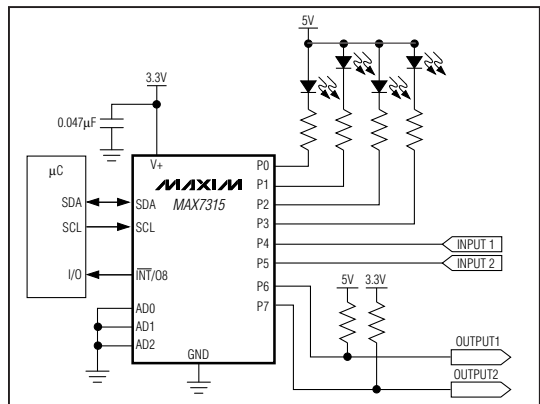 5V
3.3V
0.047µF
µC
V+
MAXIM
MAX7315
SDA
SCL
I/O
SDA
SCL
INT/O8
AD0
AD1
AD2
GND
P0
P1
P2
P3
P4
P5
P6
P7
INPUT 1
INPUT 2
5V 3.3V
OUTPUT1
OUTPUT2